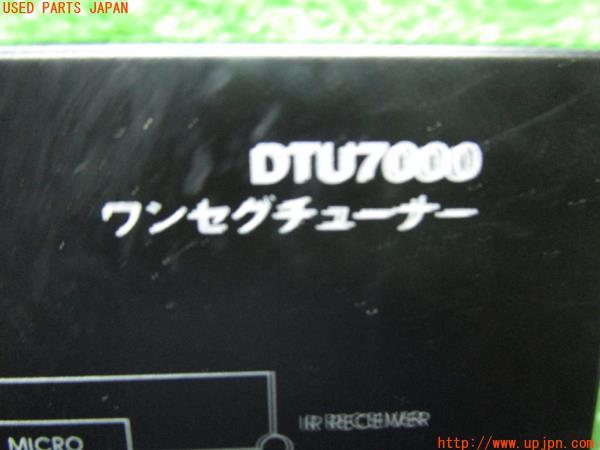 USED PARTS JAPAN
DTU7000
ワンセグチューナー
IR RECEIVER
MICRO
http://www.upjpn.com